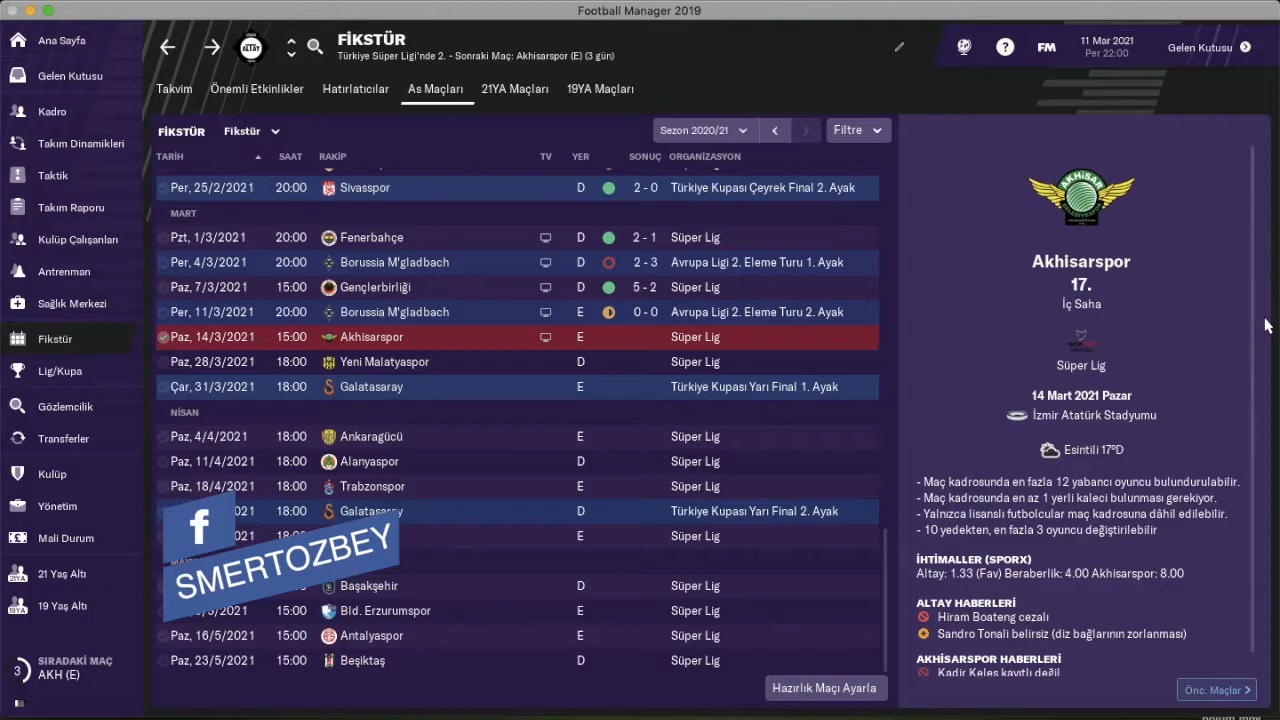 Football Manager 2019
Ana Sayfa
Gelen Kutusu
Kadro
Takım Dinamikleri
Taktik
Takım Raporu
Kulüp Çalışanları
Antrenman
Sağlık Merkezi
Fikstür
Lig/Kupa
Gözlemcilik
Transferler
Kulüp
Yönetim
Mali Durum
21YA
21 Yaş Altı
19YA
19 Yaş Altı
3
SIRADAKİ MAÇ
AKH (E)
ALTAY
FİKSTÜR
Türkiye Süper Ligi'nde 2. - Sonraki Maç: Akhisarspor (E) (3 gün)
?
FM
11 Mar 2021
Per 22:00
Gelen Kutusu
Takvim Önemli Etkinlikler Hatırlatıcılar As Maçları 21YA Maçları 19YA Maçları
FİKSTÜR Fikstür
Sezon 2020/21
Filtre
TARİH SAAT RAKİP TV YER SONUÇ ORGANİZASYON
Per, 25/2/2021 20:00 Sivasspor D 2 - 0 Türkiye Kupası Çeyrek Final 2. Ayak
MART
Pzt, 1/3/2021 20:00 Fenerbahçe D 2 - 1 Süper Lig
Per, 4/3/2021 20:00 Borussia M'gladbach D 2 - 3 Avrupa Ligi 2. Eleme Turu 1. Ayak
Paz, 7/3/2021 15:00 Gençlerbirliği D 5 - 2 Süper Lig
Per, 11/3/2021 20:00 Borussia M'gladbach E 0 - 0 Avrupa Ligi 2. Eleme Turu 2. Ayak
Paz, 14/3/2021 15:00 Akhisarspor E Süper Lig
Paz, 28/3/2021 18:00 Yeni Malatyaspor D Süper Lig
Çar, 31/3/2021 18:00 Galatasaray E Türkiye Kupası Yarı Final 1. Ayak
NİSAN
Paz, 4/4/2021 18:00 Ankaragücü E Süper Lig
Paz, 11/4/2021 18:00 Alanyaspor D Süper Lig
Paz, 18/4/2021 18:00 Trabzonspor E Süper Lig
18:00 Galatasaray D Türkiye Kupası Yarı Final 2. Ayak
E Süper Lig
Başakşehir D Süper Lig
15:00 Bld. Erzurumspor E Süper Lig
Paz, 16/5/2021 15:00 Antalyaspor E Süper Lig
Paz, 23/5/2021 15:00 Beşiktaş D Süper Lig
f
SMERTOZBEY
Hazırlık Maçı Ayarla
AKHİSAR
Akhisarspor
17.
İç Saha
Süper Lig
14 Mart 2021 Pazar
İzmir Atatürk Stadyumu
Esintili 17°D
- Maç kadrosunda en fazla 12 yabancı oyuncu bulundurulabilir.
- Maç kadrosunda en az 1 yerli kaleci bulunması gerekiyor.
- Yalnızca lisanslı futbolcular maç kadrosuna dâhil edilebilir.
- 10 yedekten, en fazla 3 oyuncu değiştirilebilir
İHTİMALLER (SPORX)
Altay: 1.33 (Fav) Beraberlik: 4.00 Akhisarspor: 8.00
ALTAY HABERLERİ
Hiram Boateng cezalı
Sandro Tonali belirsiz (diz bağlarının zorlanması)
AKHİSARSPOR HABERLERİ
Kadir Keleş kayıtlı değil
Önc. Maçlar